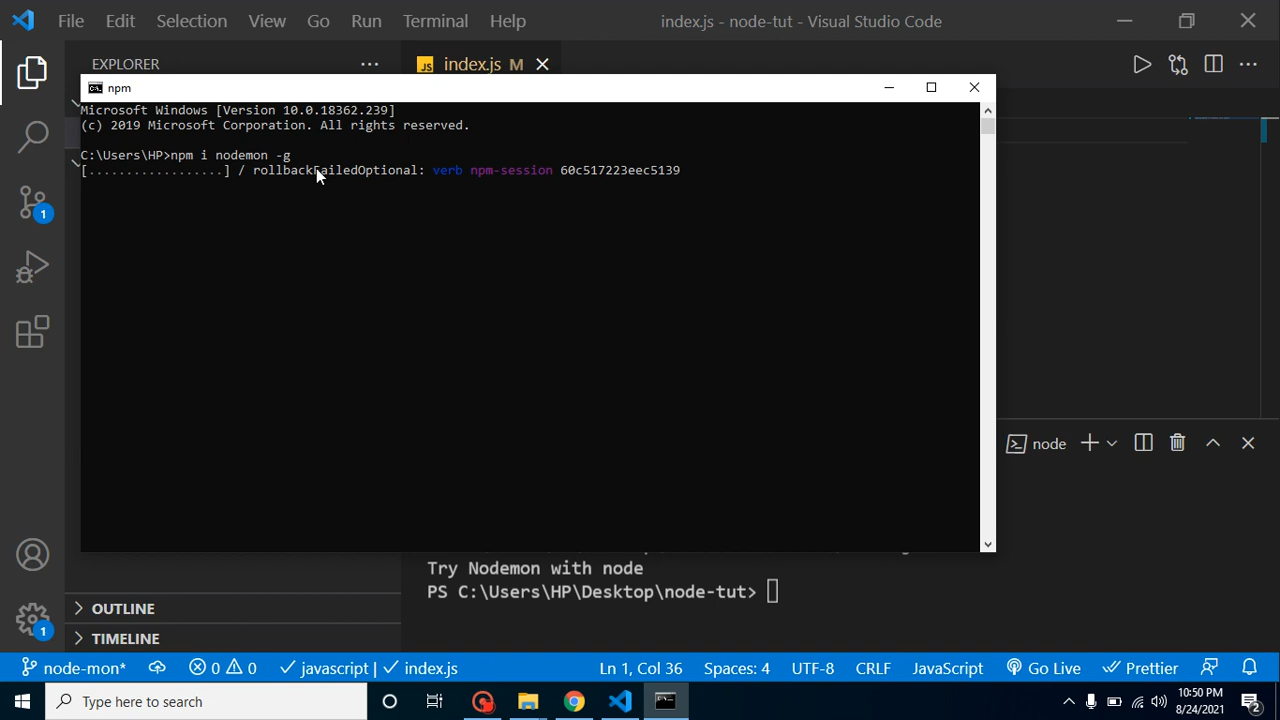 File Edit Selection View Go Run Terminal Help index.js - node-tut - Visual Studio Code
EXPLORER
index.js M
npm
Microsoft Windows [Version 10.0.18362.239]
(c) 2019 Microsoft Corporation. All rights reserved.
C:\Users\HP>npm i nodemon -g
[..................] / rollbackFailedOptional: verb npm-session 60c517223eec5139
1
node
Try Nodemon with node
PS C:\Users\HP\Desktop\node-tut>
OUTLINE
1
TIMELINE
node-mon* 0 0 javascript | index.js Ln 1, Col 36 Spaces: 4 UTF-8 CRLF JavaScript Go Live Prettier
Type here to search
10:50 PM
8/24/2021
2